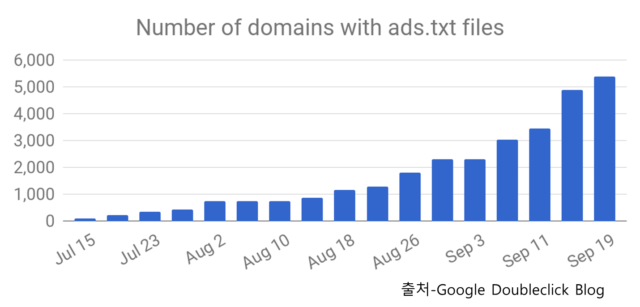 Number of domains with ads.txt files
6,000
5,000
4,000
3,000
2,000
1,000
0
Jul 15
Jul 23
Aug 2
Aug 10
Aug 18
Aug 26
Sep 3
Sep 11
Sep 19
출처-Google Doubleclick Blog